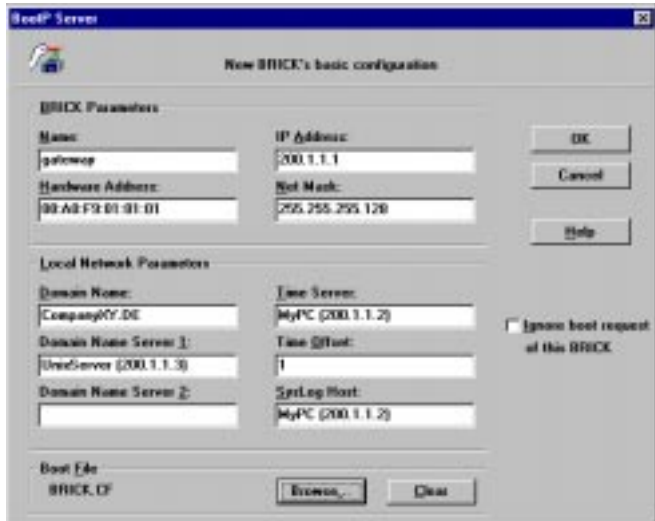 BootP Server
New BRICK's basic configuration
BRICK Parameters
Name:
gateway
IP Address:
200.1.1.1
Hardware Address:
00:A0:F9:01:01:01
Net Mask:
255.255.255.128
OK
Cancel
Help
Local Network Parameters
Domain Name:
CompanyXY.DE
Time Server:
MyPC (200.1.1.2)
Domain Name Server 1:
UnixServer (200.1.1.3)
Time Offset:
1
Domain Name Server 2:
SysLog Host:
MyPC (200.1.1.2)
Ignore boot request
of this BRICK
Boot File
BRICK.CF
Browse...
Clear